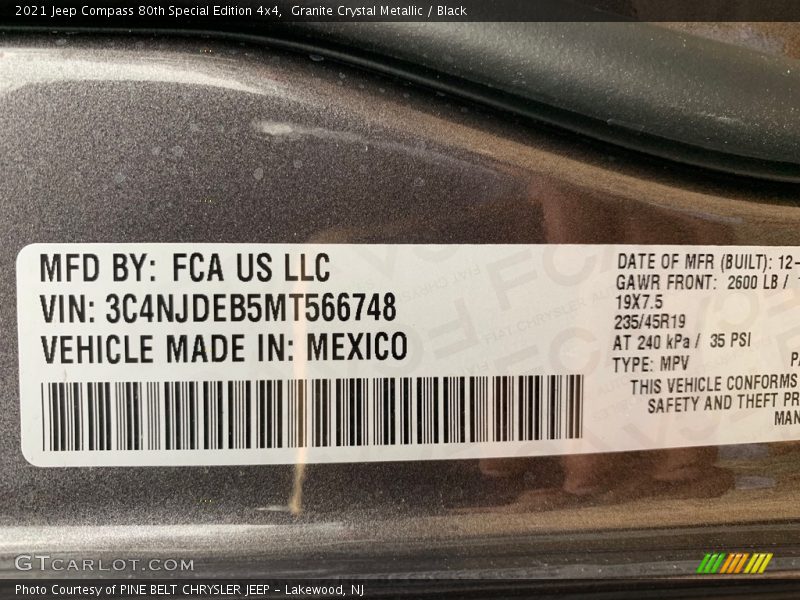 2021 Jeep Compass 80th Special Edition 4x4,  Granite Crystal Metallic / Black
MFD BY: FCA US LLC
VIN: 3C4NJDEB5MT566748
VEHICLE MADE IN: MEXICO
DATE OF MFR (BUILT): 12-
GAWR FRONT: 2600 LB /
19X7.5
235/45R19
AT 240 kPa / 35 PSI
TYPE: MPV
THIS VEHICLE CONFORMS
SAFETY AND THEFT PR
MAN
GTCARLOT.COM
Photo Courtesy of PINE BELT CHRYSLER JEEP - Lakewood, NJ